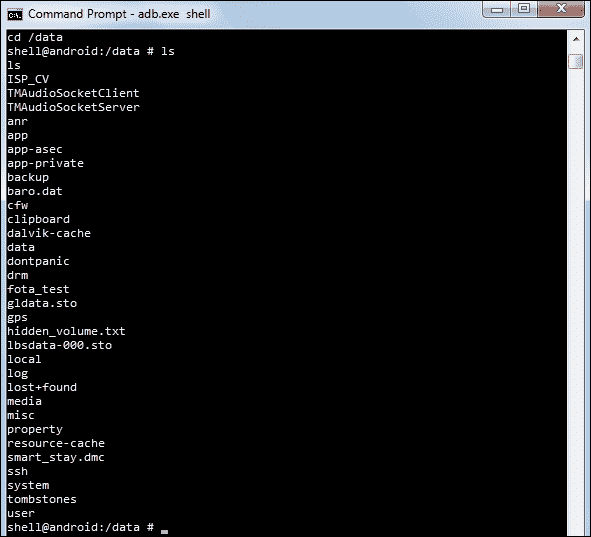 Command Prompt - adb.exe  shell
cd /data
shell@android:/data # ls
ls
ISP_CV
TMAudioSocketClient
TMAudioSocketServer
anr
app
app-asec
app-private
backup
baro.dat
cfw
clipboard
dalvik-cache
data
dontpanic
drm
fota_test
gldata.sto
gps
hidden_volume.txt
lbsdata-000.sto
local
log
lost+found
media
misc
property
resource-cache
smart_stay.dmc
ssh
system
tombstones
user
shell@android:/data # _